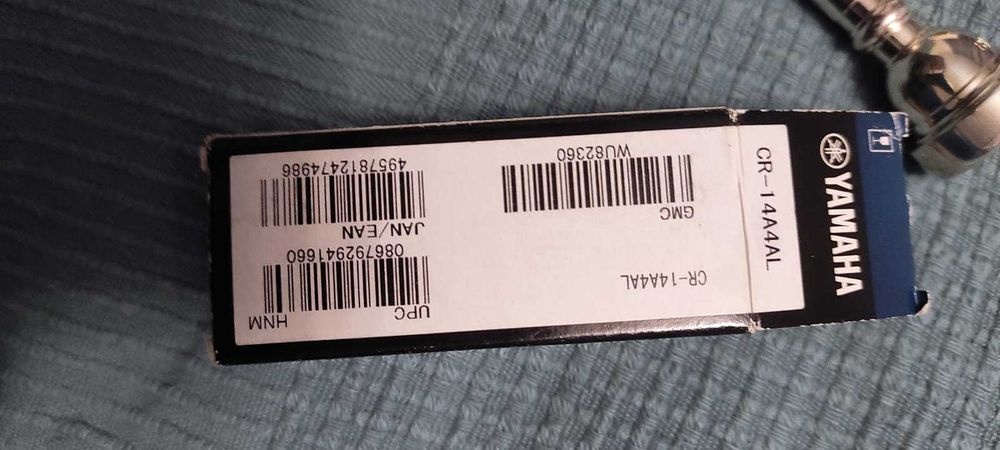 YAMAHA
CR-14A4AL
CR-14A4AL
GMC
WU82360
UPC
HNM
086792941660
JAN/EAN
4957812474986